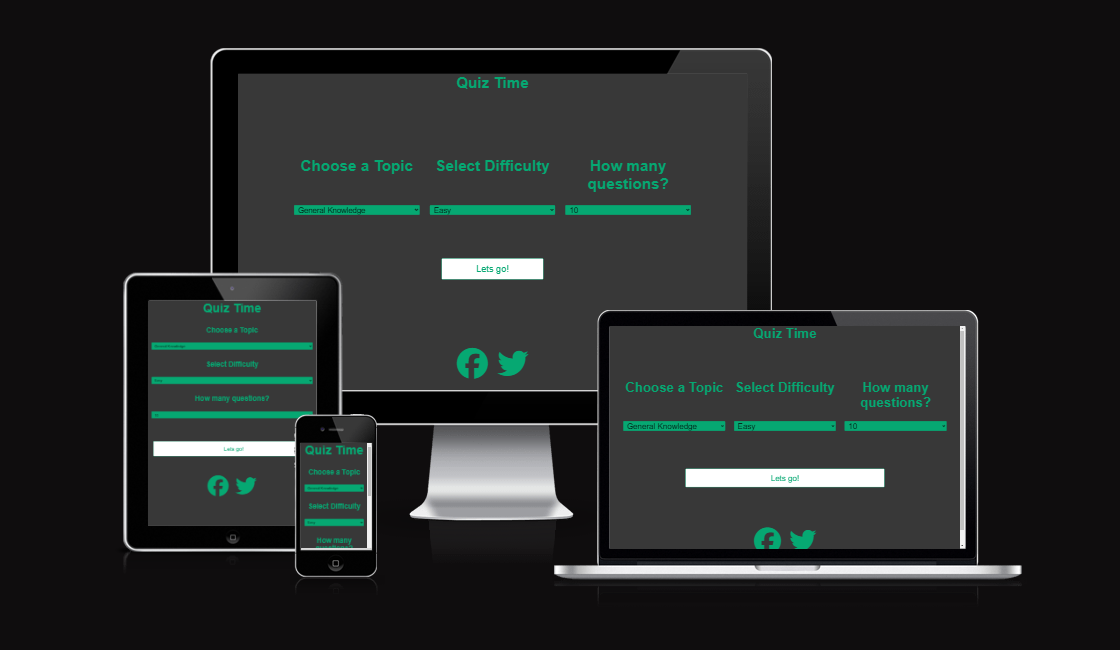 Quiz Time
Choose a Topic
Select Difficulty
How many
questions?
General Knowledge
Easy
10
Lets go!
Quiz Time
Choose a Topic
General Knowledge
Select Difficulty
Easy
How many questions?
10
Lets go!
Quiz Time
Choose a Topic
General Knowledge
Select Difficulty
Easy
How many
Quiz Time
Choose a Topic
Select Difficulty
How many
questions?
General Knowledge
Easy
10
Lets go!